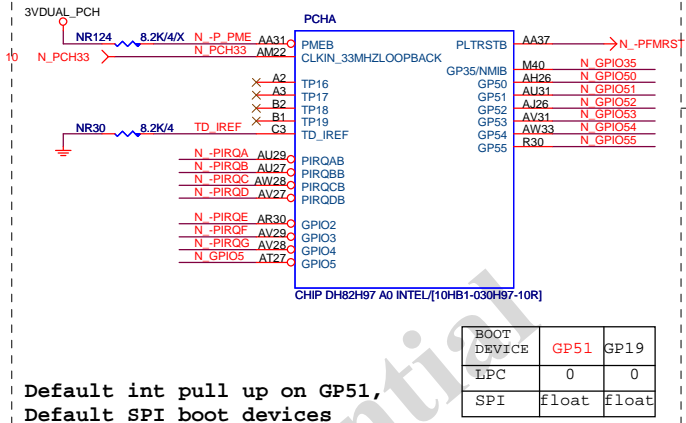 3VDUAL_PCH
PCHA
NR124 8.2K/4/X N_-P_PME AA31 PMEB PLTRSTB AA37 N_-PFMRST
10 N_PCH33 N_PCH33 AM22 CLKIN_33MHZLOOPBACK
GP35/NMIB M40 N_GPIO35
A2 TP16 GP50 AH26 N_GPIO50
A3 TP17 GP51 AU31 N_GPIO51
B2 TP18 GP52 AJ26 N_GPIO52
B1 TP19 GP53 AV31 N_GPIO53
NR30 8.2K/4 TD_IREF C3 TD_IREF GP54 AW33 N_GPIO54
GP55 R30 N_GPIO55
N_-PIRQA AU29 PIRQAB
N_-PIRQB AU27 PIRQBB
N_-PIRQC AW28 PIRQCB
N_-PIRQD AV27 PIRQDB
N_-PIRQE AR30 GPIO2
N_-PIRQF AV29 GPIO3
N_-PIRQG AV28 GPIO4
N_GPIO5 AT27 GPIO5
CHIP DH82H97 A0 INTEL/[10HB1-030H97-10R]
BOOT
DEVICE GP51 GP19
LPC 0 0
SPI float float
Default int pull up on GP51,
Default SPI boot devices
ential